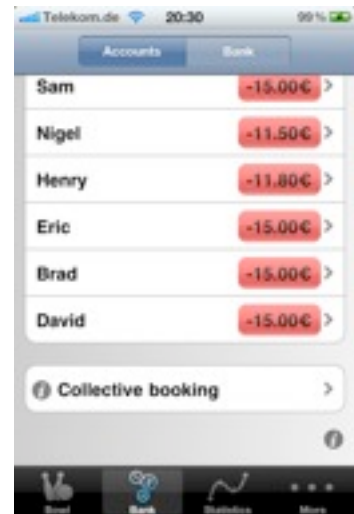 Telekom.de 20:30 99 %
Accounts Bank
Sam -15.00€
Nigel -11.50€
Henry -11.80€
Eric -15.00€
Brad -15.00€
David -15.00€
Collective booking
Bowl Bank Statistics More